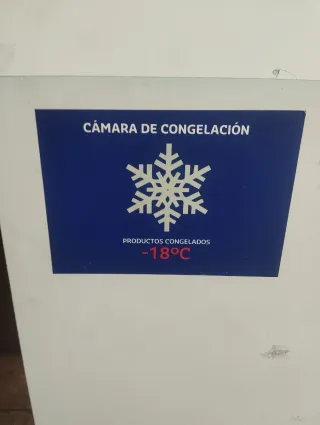 CÁMARA DE CONGELACIÓN
PRODUCTOS CONGELADOS
-18ºC